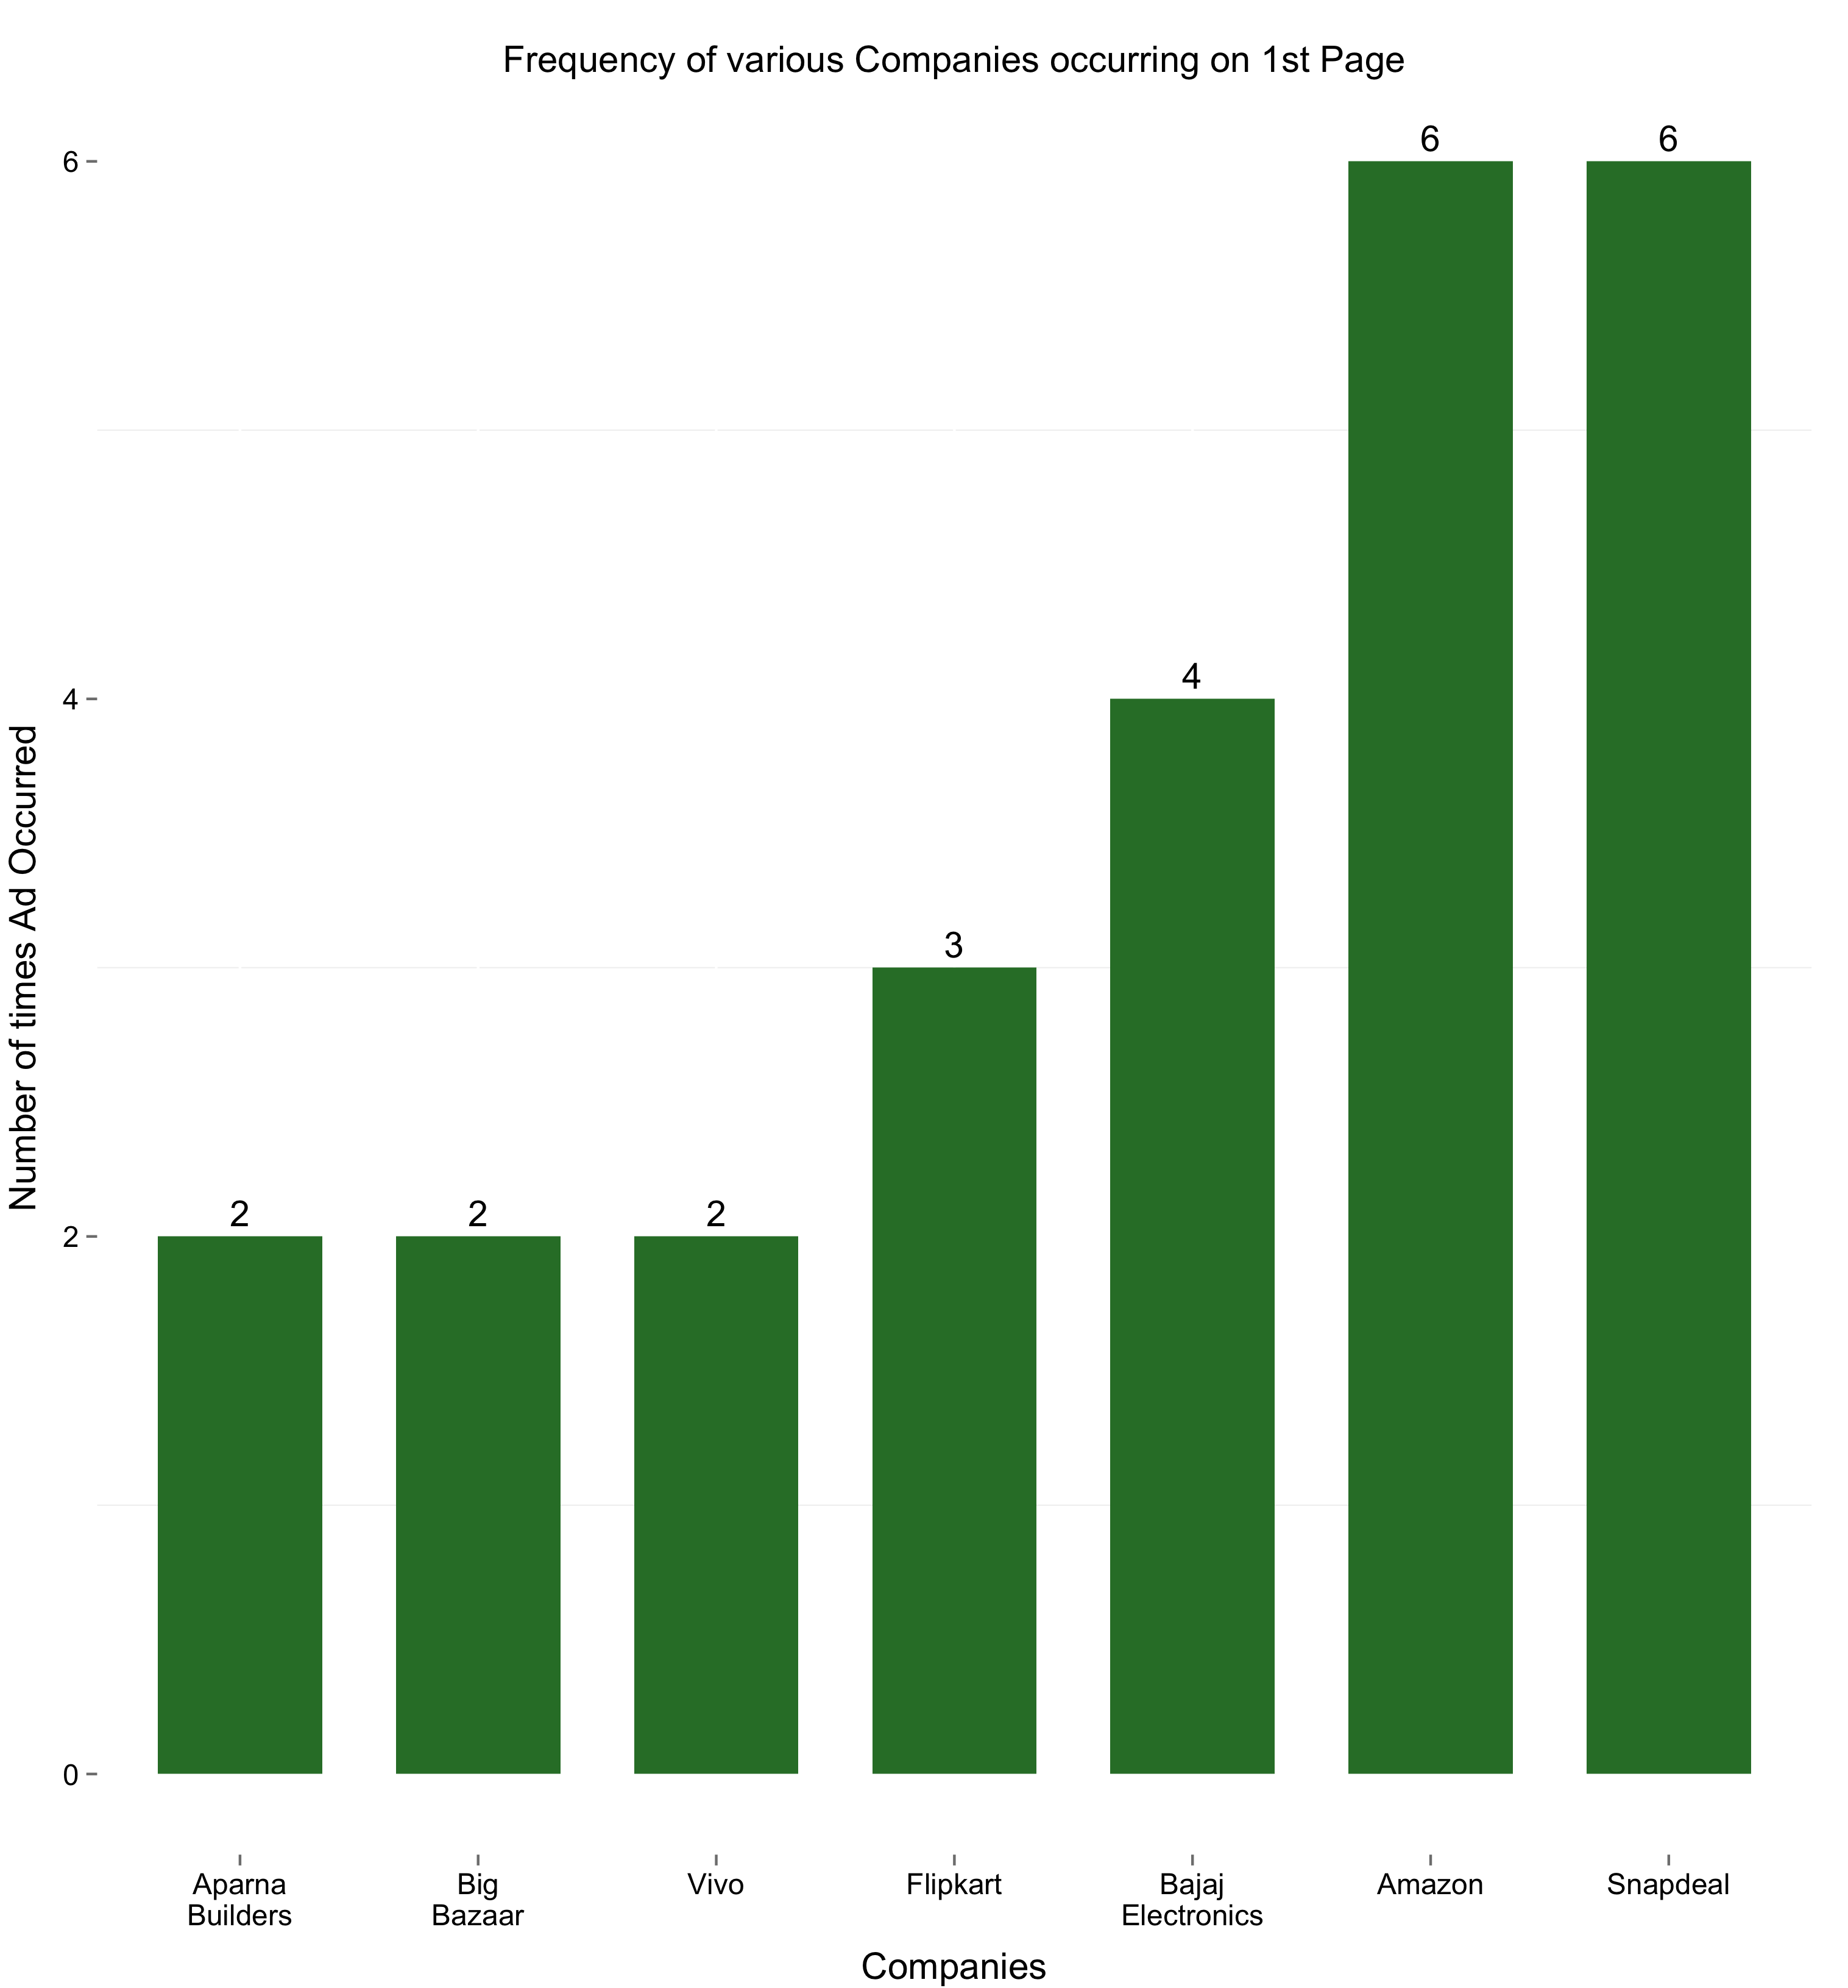 Frequency of various Companies occurring on 1st Page
6
6
6
4
4
3
2
2
2
2
0
Number of times Ad Occurred
Aparna
Builders
Big
Bazaar
Vivo
Flipkart
Bajaj
Electronics
Amazon
Snapdeal
Companies